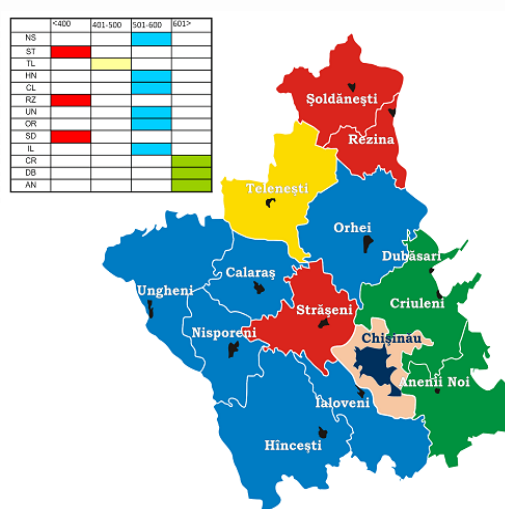 <400 401-500 501-600 601>
NS
ST
TL
HN
CL
RZ
UN
OR
SD
IL
CR
DB
AN
Şoldăneşti
Rezina
Teleneşti
Orhei
Dubăsari
Calaraş
Ungheni
Criuleni
Străşeni
Nisporeni
Chişinau
Anenii Noi
Ialoveni
Hînceşti